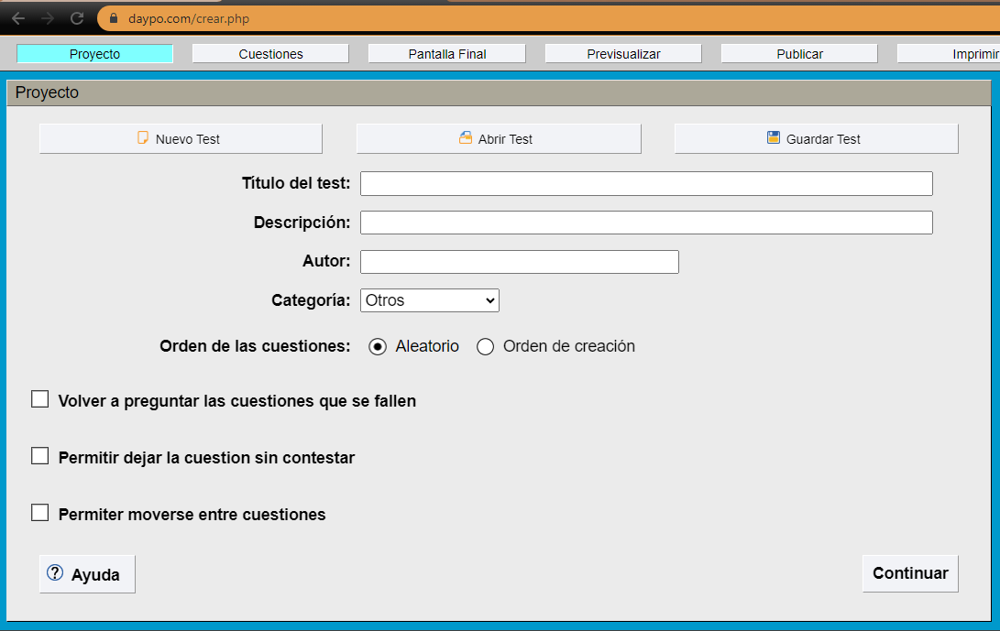 daypo.com/crear.php
Proyecto Cuestiones Pantalla Final Previsualizar Publicar Imprimir
Proyecto
Nuevo Test Abrir Test Guardar Test
Título del test:
Descripción:
Autor:
Categoría: Otros
Orden de las cuestiones: Aleatorio Orden de creación
Volver a preguntar las cuestiones que se fallen
Permitir dejar la cuestion sin contestar
Permiter moverse entre cuestiones
? Ayuda Continuar